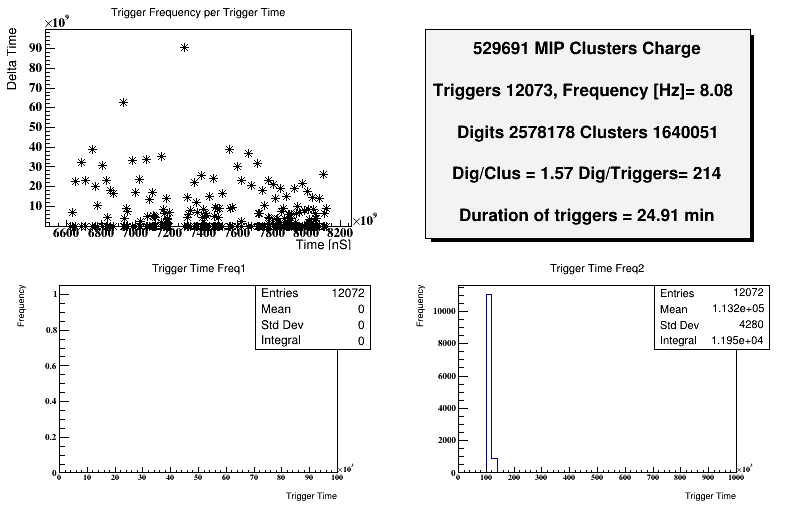 Trigger Frequency per Trigger Time
×10⁹
Delta Time
90
80
70
60
50
40
30
20
10
6600 6800 7000 7200 7400 7600 7800 8000 8200
×10⁹
Time [nS]
529691 MIP Clusters Charge
Triggers 12073, Frequency [Hz]= 8.08
Digits 2578178 Clusters 1640051
Dig/Clus = 1.57 Dig/Triggers= 214
Duration of triggers = 24.91 min
Trigger Time Freq1
Frequency
Entries 12072
Mean 0
Std Dev 0
Integral 0
1
0.8
0.6
0.4
0.2
0
0 10 20 30 40 50 60 70 80 90 100
×10³
Trigger Time
Trigger Time Freq2
Frequency
Entries 12072
Mean 1.132e+05
Std Dev 4280
Integral 1.195e+04
10000
8000
6000
4000
2000
0
0 100 200 300 400 500 600 700 800 900 1000
×10³
Trigger Time